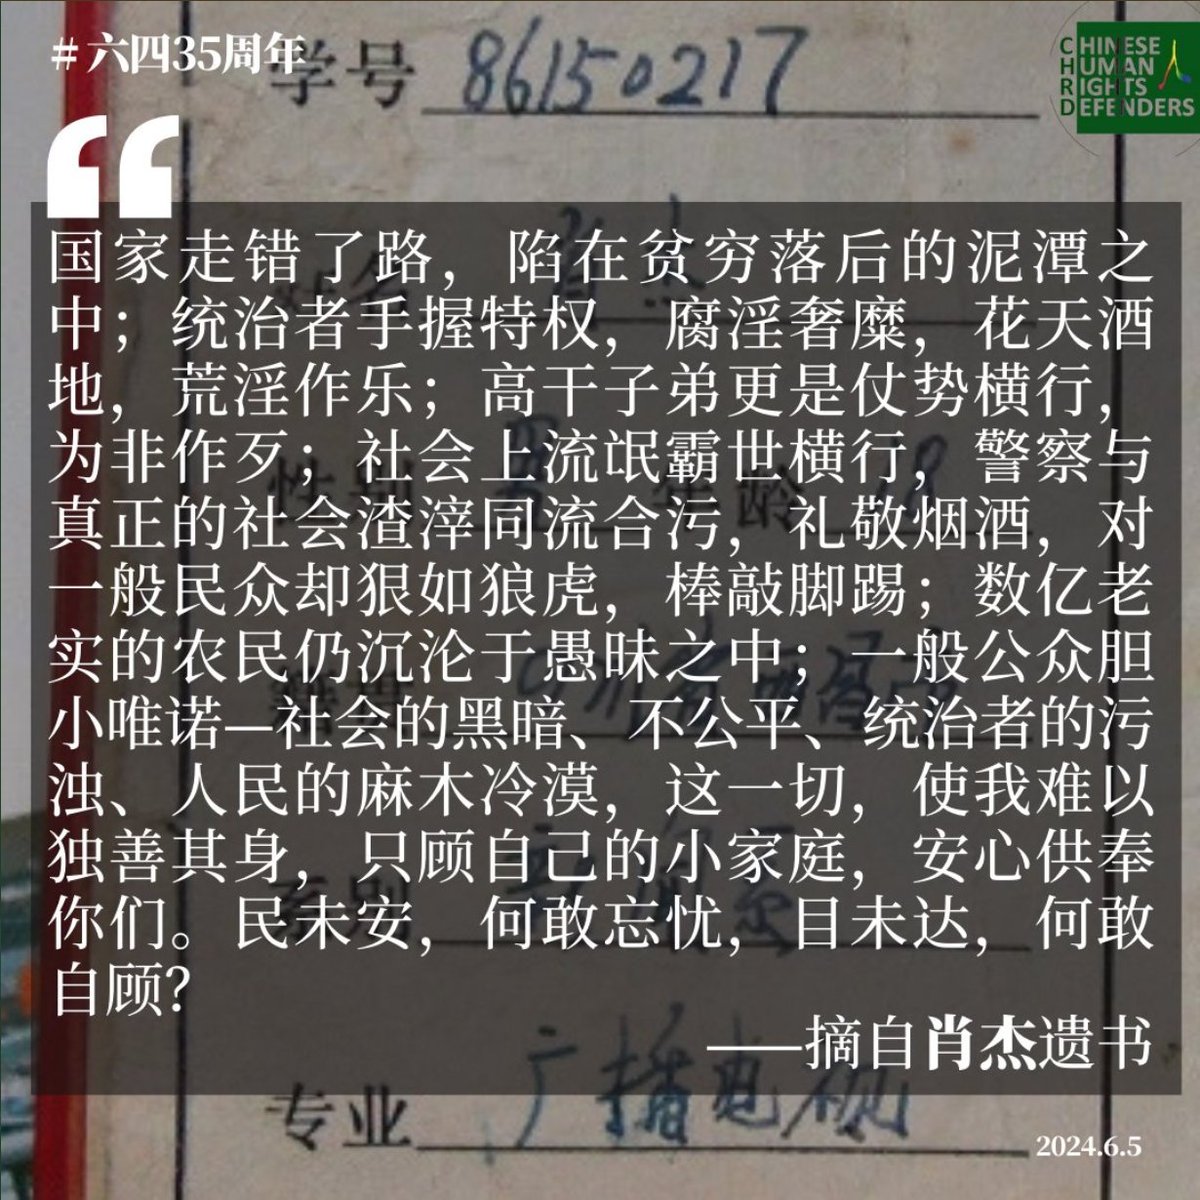 #六四35周年
学号 86150217
CHINESE
HUMAN
RIGHTS
DEFENDERS
国家走错了路，陷在贫穷落后的泥潭之
中；统治者手握特权，腐淫奢糜，花天酒
地，荒淫作乐；高干子弟更是仗势横行，
为非作歹；社会上流氓霸世横行，警察与
真正的社会渣滓同流合污，礼敬烟酒，对
一般民众却狠如狼虎，棒敲脚踢；数亿老
实的农民仍沉沦于愚昧之中；一般公众胆
小唯诺—社会的黑暗、不公平、统治者的污
浊、人民的麻木冷漠，这一切，使我难以
独善其身，只顾自己的小家庭，安心供奉
你们。民未安，何敢忘忧，目未达，何敢
自顾？
——摘自肖杰遗书
专业 广播电视
2024.6.5